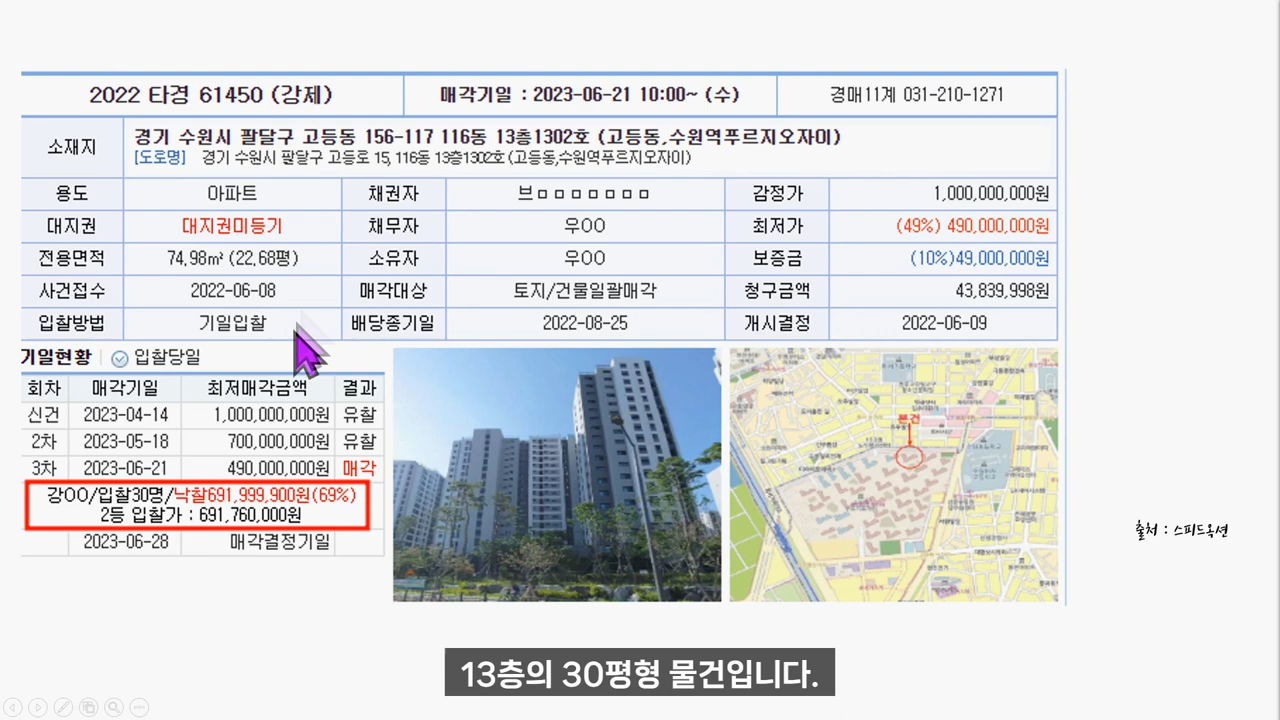 2022 타경 61450 (강제)
매각기일 : 2023-06-21 10:00~ (수)
경매11계 031-210-1271
소재지
경기 수원시 팔달구 고등동 156-117 116동 13층1302호 (고등동,수원역푸르지오자이)
[도로명] 경기 수원시 팔달구 고등로 15, 116동 13층1302호 (고등동,수원역푸르지오자이)
용도 아파트 채권자 브ㅁㅁㅁㅁㅁㅁㅁ 감정가 1,000,000,000원
대지권 대지권미등기 채무자 우OO 최저가 (49%) 490,000,000원
전용면적 74,98㎡ (22,68평) 소유자 우OO 보증금 (10%)49,000,000원
사건접수 2022-06-08 매각대상 토지/건물일괄매각 청구금액 43,839,998원
입찰방법 기일입찰 배당종기일 2022-08-25 개시결정 2022-06-09
기일현황 입찰당일
회차 매각기일 최저매각금액 결과
신건 2023-04-14 1,000,000,000원 유찰
2차 2023-05-18 700,000,000원 유찰
3차 2023-06-21 490,000,000원 매각
강OO/입찰30명/낙찰691,999,900원(69%)
2등 입찰가 : 691,760,000원
2023-06-28 매각결정기일
본건
출처 : 스피드옥션
13층의 30평형 물건입니다.